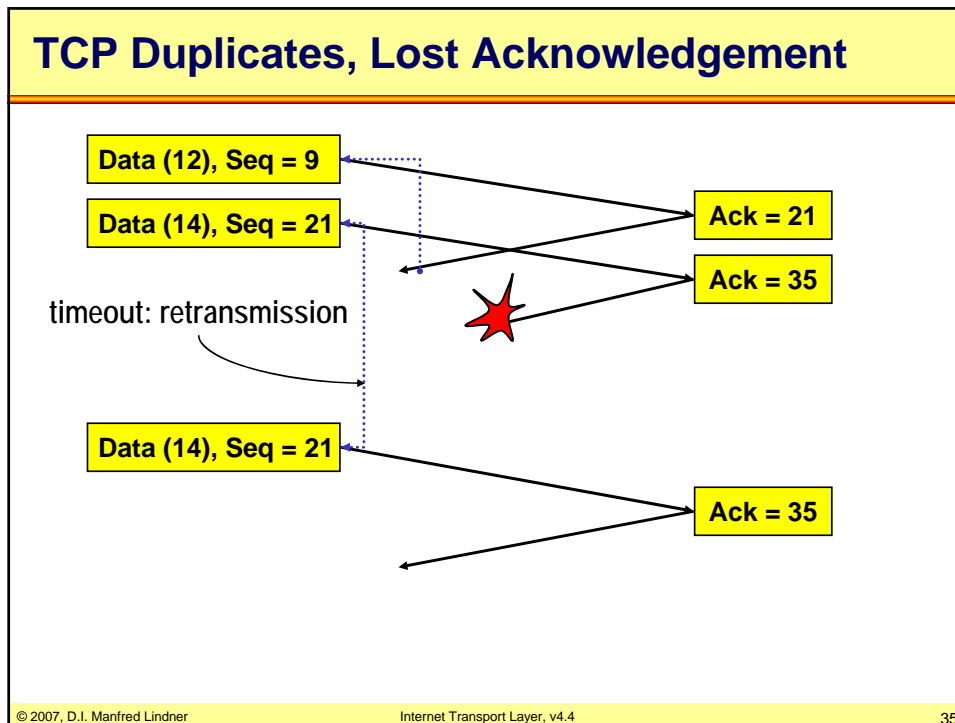 TCP Duplicates, Lost Acknowledgement
Data (12), Seq = 9
Data (14), Seq = 21
Ack = 21
Ack = 35
timeout: retransmission
Data (14), Seq = 21
Ack = 35
© 2007, D.I. Manfred Lindner
Internet Transport Layer, v4.4
35